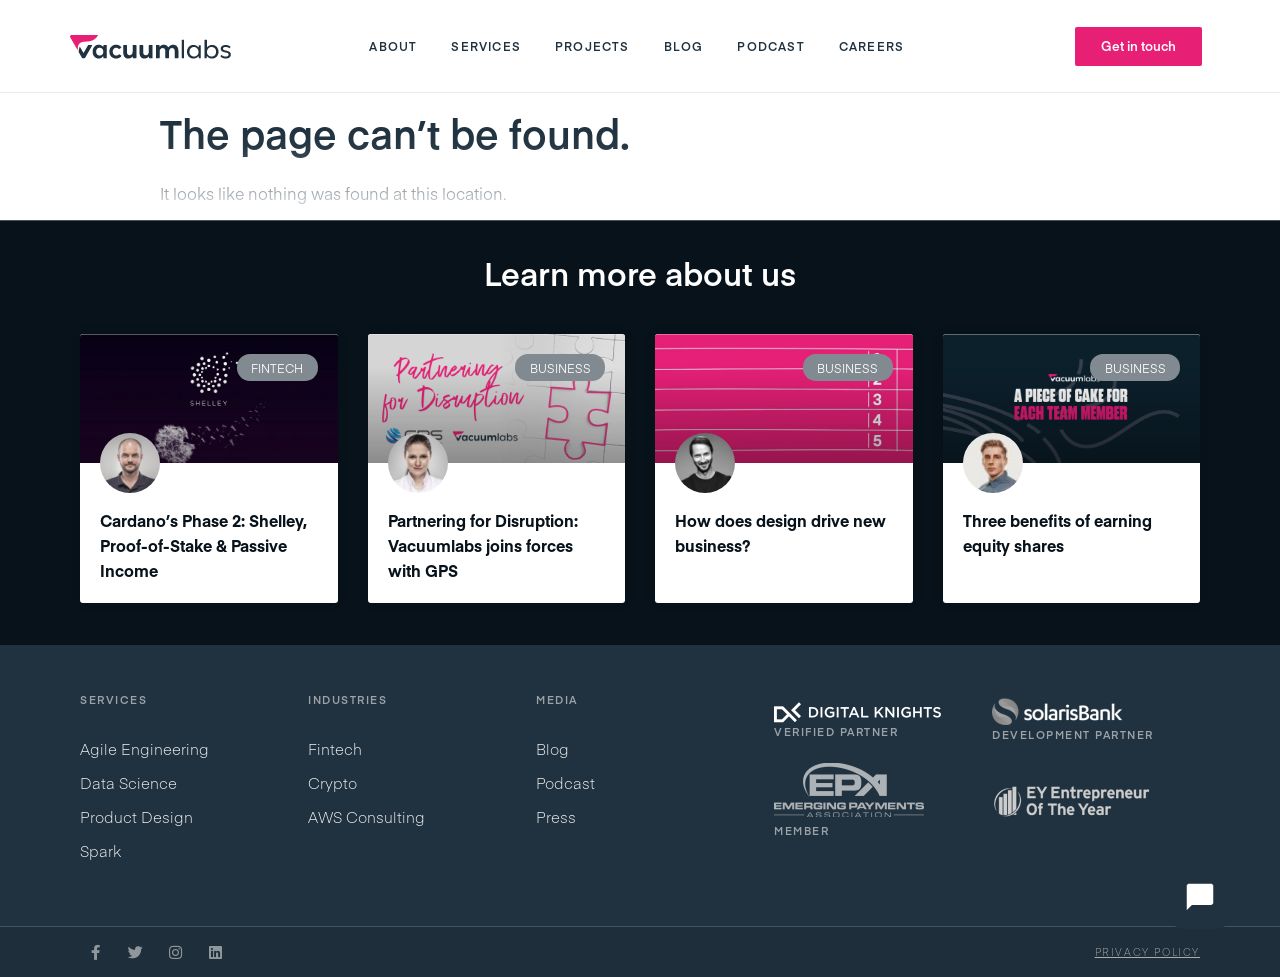 vacuumlabs
ABOUT SERVICES PROJECTS BLOG PODCAST CAREERS
Get in touch
The page can’t be found.
It looks like nothing was found at this location.
Learn more about us
FINTECH
SHELLEY
Cardano’s Phase 2: Shelley,
Proof-of-Stake & Passive
Income
BUSINESS
Partnering
for Disruption
GPS vacuumlabs
Partnering for Disruption:
Vacuumlabs joins forces
with GPS
BUSINESS
2
3
4
5
How does design drive new
business?
BUSINESS
vacuumlabs
A PIECE OF CAKE FOR
EACH TEAM MEMBER
Three benefits of earning
equity shares
SERVICES
Agile Engineering
Data Science
Product Design
Spark
INDUSTRIES
Fintech
Crypto
AWS Consulting
MEDIA
Blog
Podcast
Press
DIGITAL KNIGHTS
VERIFIED PARTNER
solarisBank
DEVELOPMENT PARTNER
EPA
EMERGING PAYMENTS
ASSOCIATION
MEMBER
EY Entrepreneur
Of The Year
PRIVACY POLICY